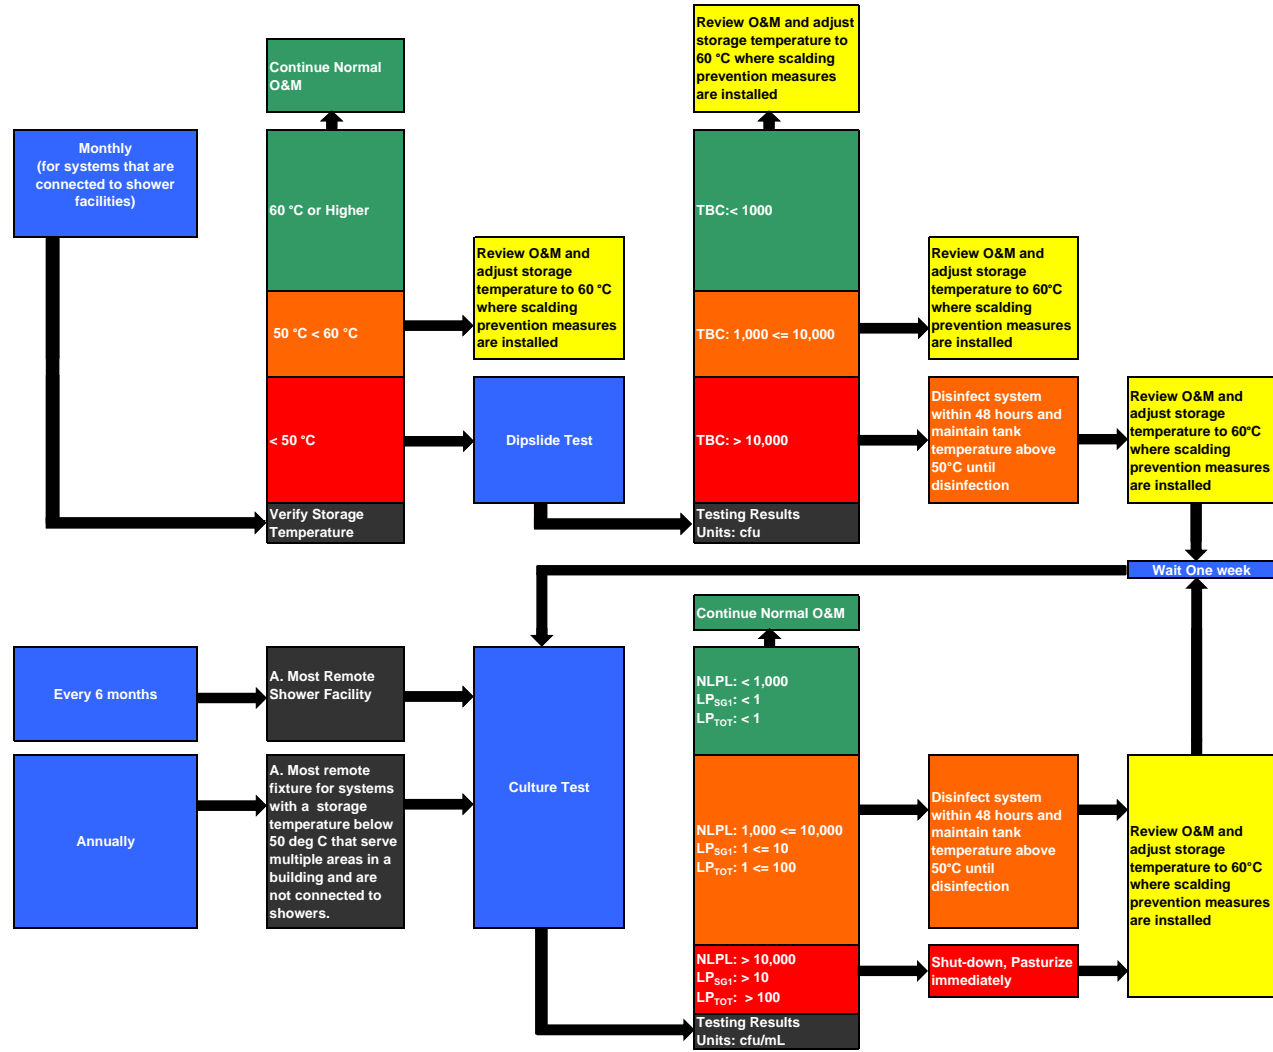 Review O&M and adjust
storage temperature to
60 °C where scalding
prevention measures
are installed
Continue Normal
O&M
Monthly
(for systems that are
connected to shower
facilities)
60 °C or Higher
50 °C < 60 °C
< 50 °C
Verify Storage
Temperature
Review O&M and
adjust storage
temperature to 60 °C
where scalding
prevention measures
are installed
Dipslide Test
TBC:< 1000
TBC: 1,000 <= 10,000
TBC: > 10,000
Testing Results
Units: cfu
Review O&M and
adjust storage
temperature to 60°C
where scalding
prevention measures
are installed
Disinfect system
within 48 hours and
maintain tank
temperature above
50°C until
disinfection
Review O&M and
adjust storage
temperature to 60°C
where scalding
prevention measures
are installed
Wait One week
Continue Normal O&M
Every 6 months
A. Most Remote
Shower Facility
Annually
A. Most remote
fixture for systems
with a storage
temperature below
50 deg C that serve
multiple areas in a
building and are
not connected to
showers.
Culture Test
NLPL: < 1,000
LPSG1: < 1
LPTOT: < 1
NLPL: 1,000 <= 10,000
LPSG1: 1 <= 10
LPTOT: 1 <= 100
NLPL: > 10,000
LPSG1: > 10
LPTOT: > 100
Testing Results
Units: cfu/mL
Disinfect system
within 48 hours and
maintain tank
temperature above
50°C until
disinfection
Shut-down, Pasturize
immediately
Review O&M and
adjust storage
temperature to 60°C
where scalding
prevention measures
are installed